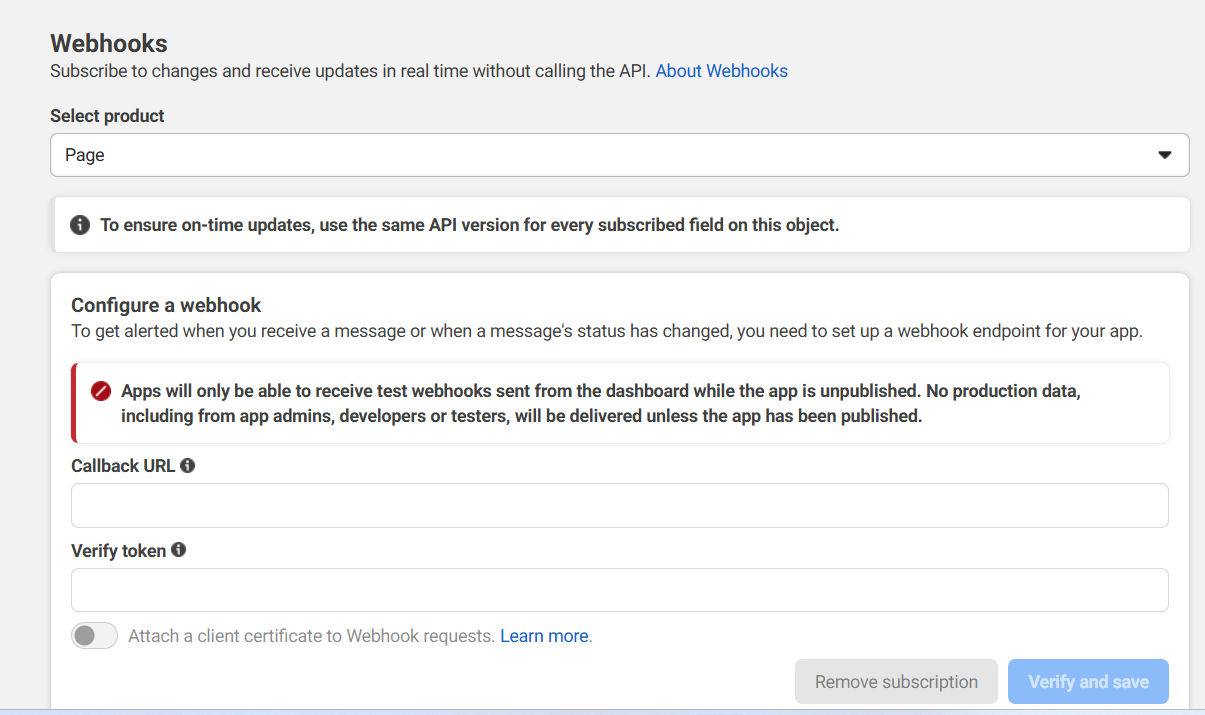 Webhooks
Subscribe to changes and receive updates in real time without calling the API. About Webhooks
Select product
Page
To ensure on-time updates, use the same API version for every subscribed field on this object.
Configure a webhook
To get alerted when you receive a message or when a message's status has changed, you need to set up a webhook endpoint for your app.
Apps will only be able to receive test webhooks sent from the dashboard while the app is unpublished. No production data,
including from app admins, developers or testers, will be delivered unless the app has been published.
Callback URL
Verify token
Attach a client certificate to Webhook requests. Learn more.
Remove subscription
Verify and save